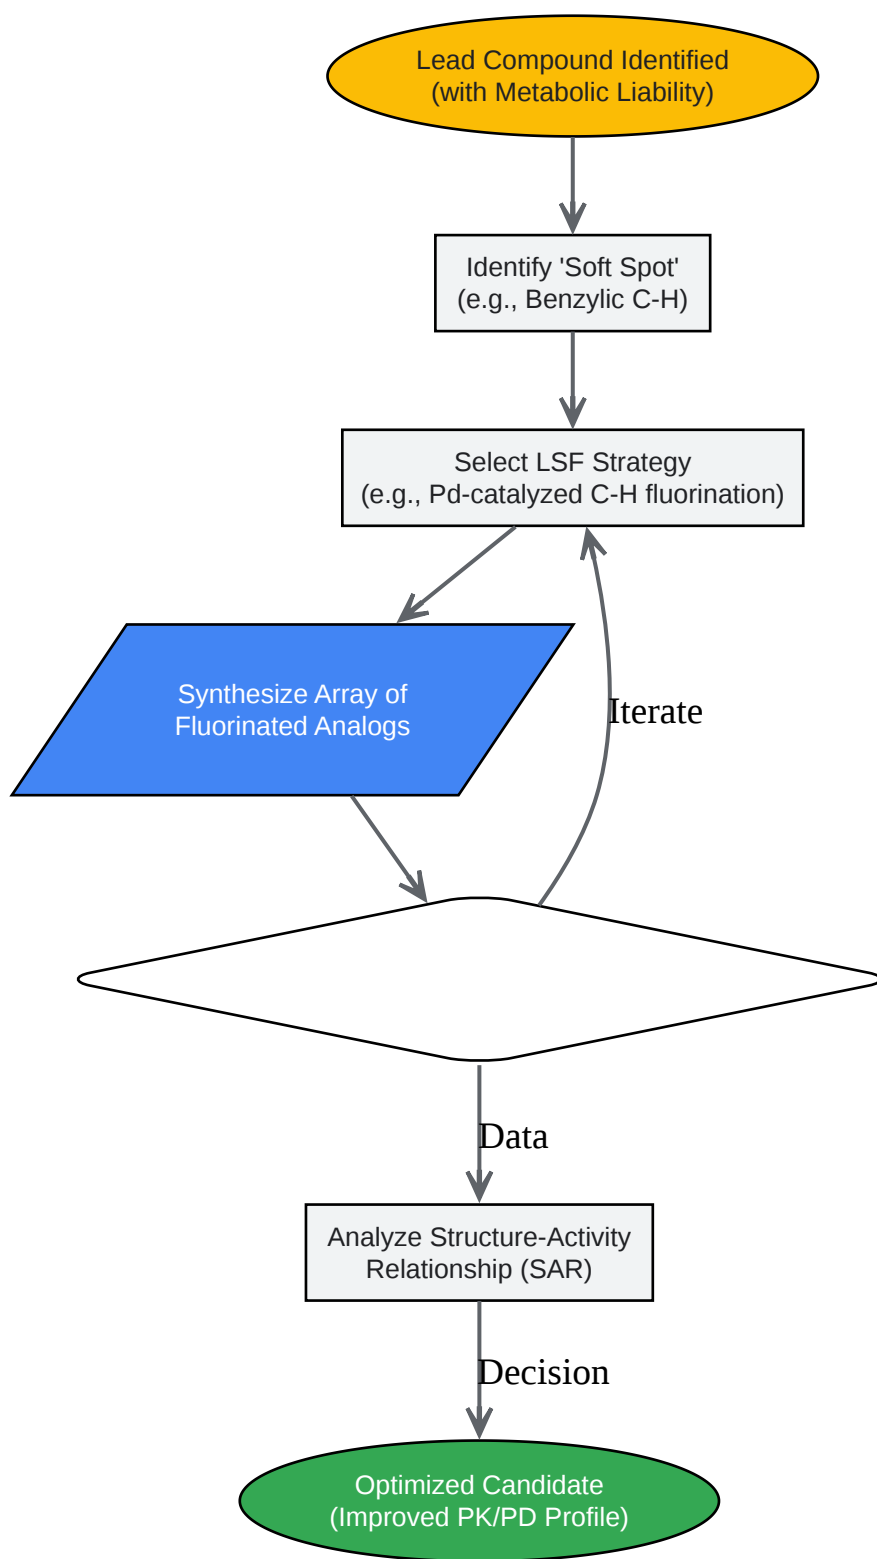 Lead Compound Identified
(with Metabolic Liability)
Identify 'Soft Spot'
(e.g., Benzylic C-H)
Select LSF Strategy
(e.g., Pd-catalyzed C-H fluorination)
Synthesize Array of
Fluorinated Analogs
Iterate
Data
Analyze Structure-Activity
Relationship (SAR)
Decision
Optimized Candidate
(Improved PK/PD Profile)